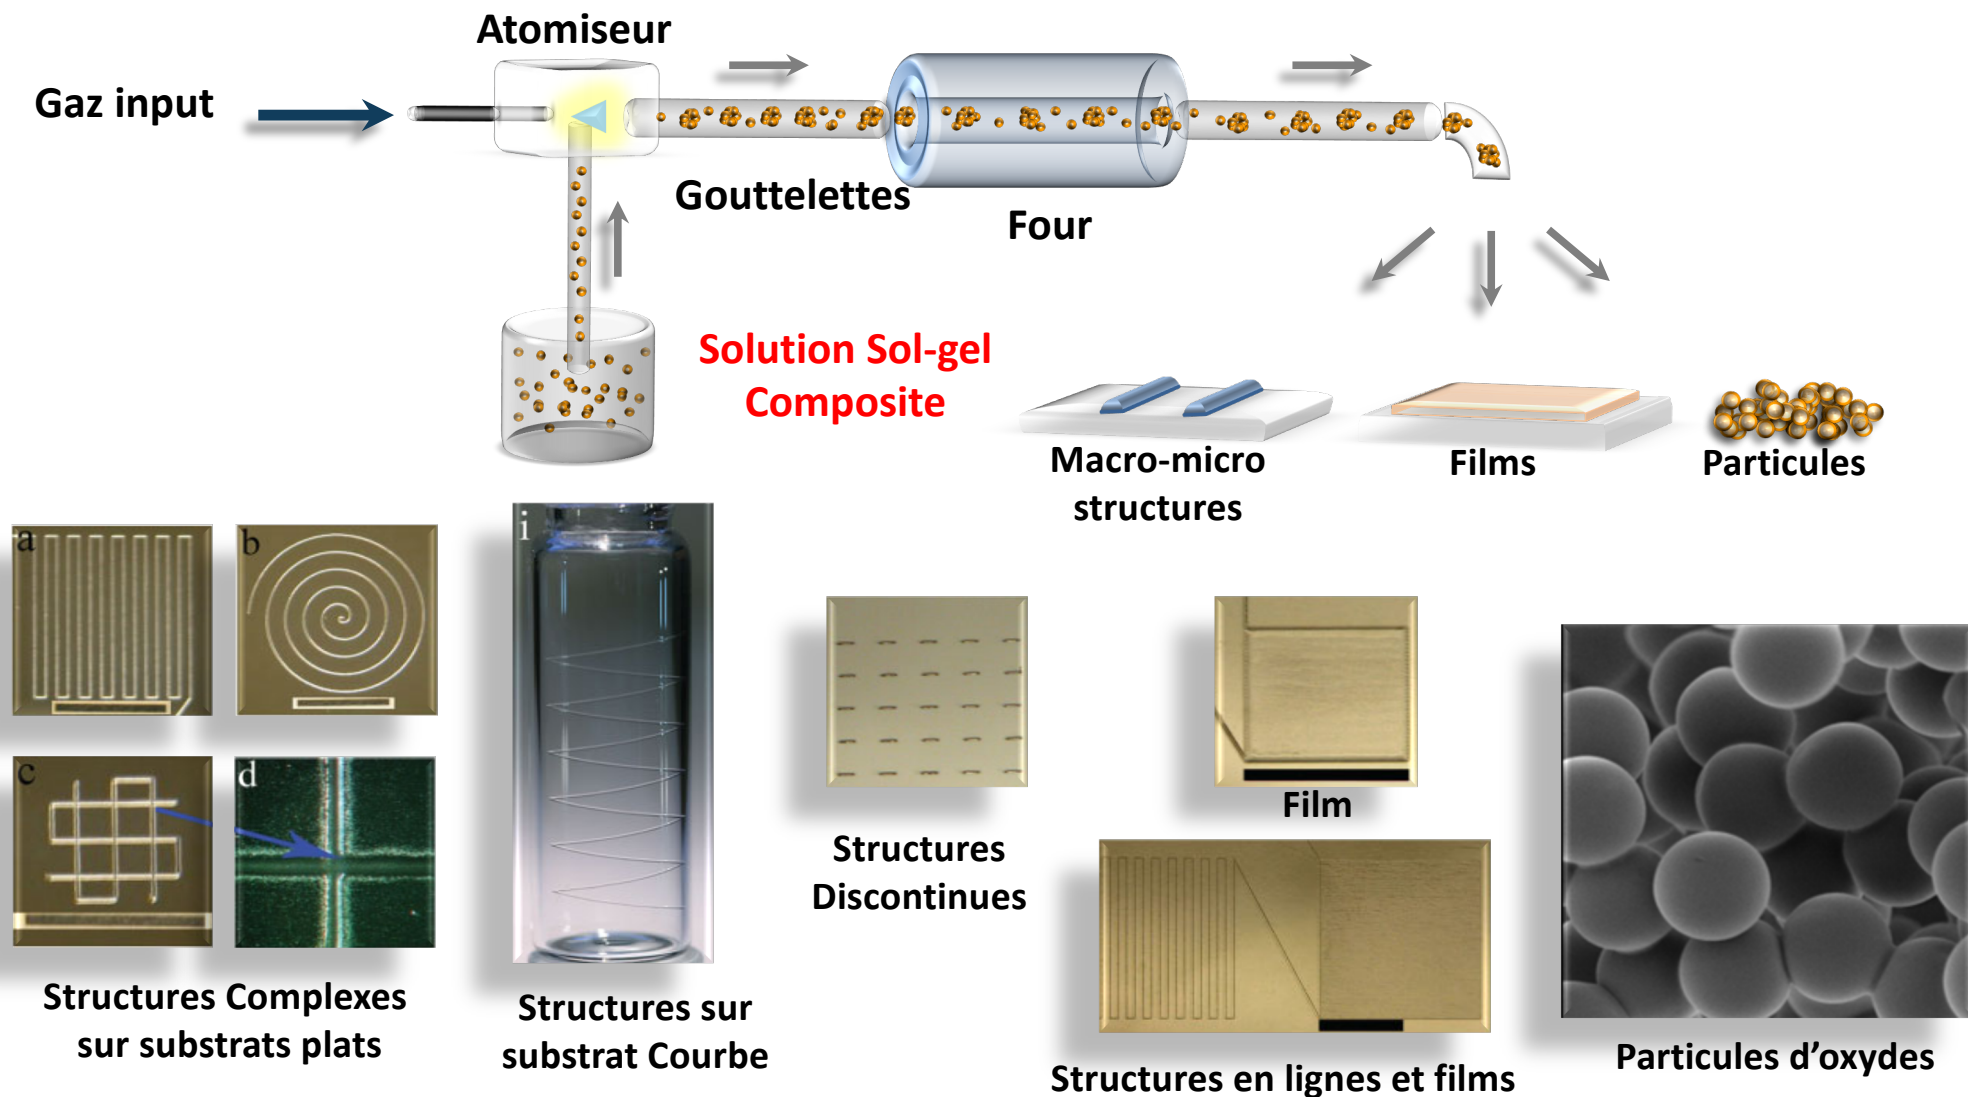 Atomiseur
Gaz input
Gouttelettes
Four
Solution Sol-gel
Composite
Macro-micro
structures
Films
Particules
a
b
c
d
i
Structures Complexes
sur substrats plats
Structures sur
substrat Courbe
Structures
Discontinues
Film
Structures en lignes et films
Particules d’oxydes